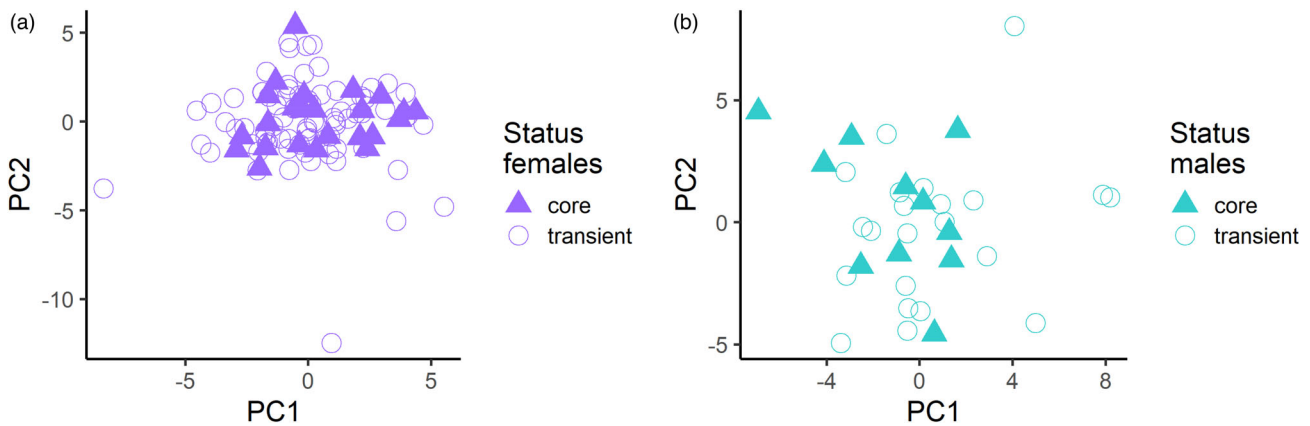 (a)
5
0
-5
-10
PC2
-5 0 5
PC1
Status
females
core
transient
(b)
5
0
-5
PC2
-4 0 4 8
PC1
Status
males
core
transient